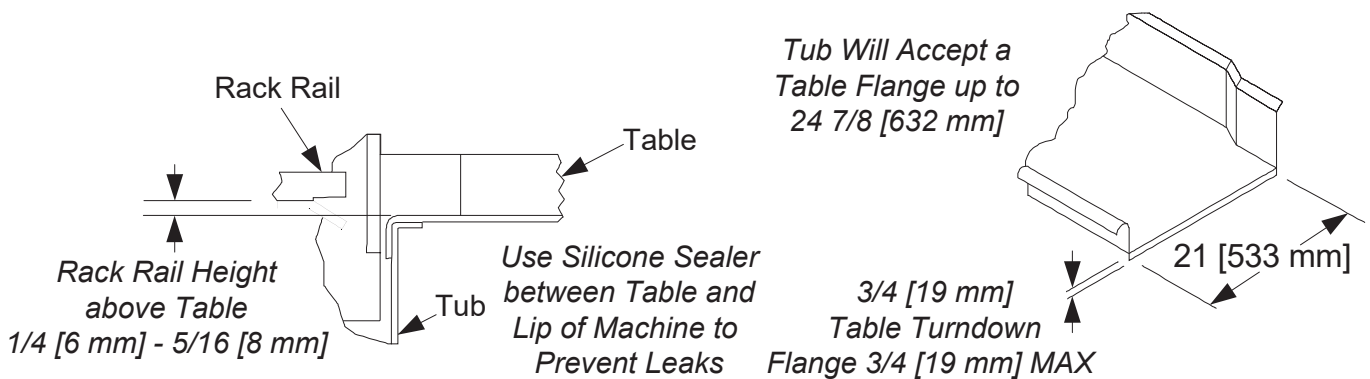 Rack Rail
Table
Rack Rail Height
above Table
1/4 [6 mm] - 5/16 [8 mm]
Tub
Use Silicone Sealer
between Table and
Lip of Machine to
Prevent Leaks
Tub Will Accept a
Table Flange up to
24 7/8 [632 mm]
21 [533 mm]
3/4 [19 mm]
Table Turndown
Flange 3/4 [19 mm] MAX